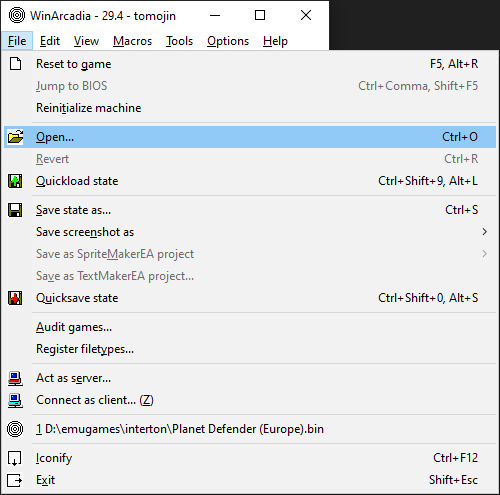 WinArcadia - 29.4 - tomojin
File Edit View Macros Tools Options Help
Reset to game F5, Alt+R
Jump to BIOS Ctrl+Comma, Shift+F5
Reinitialize machine
Open... Ctrl+O
Revert Ctrl+R
Quickload state Ctrl+Shift+9, Alt+L
Save state as... Ctrl+S
Save screenshot as
Save as SpriteMakerEA project
Save as TextMakerEA project...
Quicksave state Ctrl+Shift+0, Alt+S
Audit games...
Register filetypes...
Act as server...
Connect as client... (Z)
1 D:\emugames\interton\Planet Defender (Europe).bin
Iconify Ctrl+F12
Exit Shift+Esc